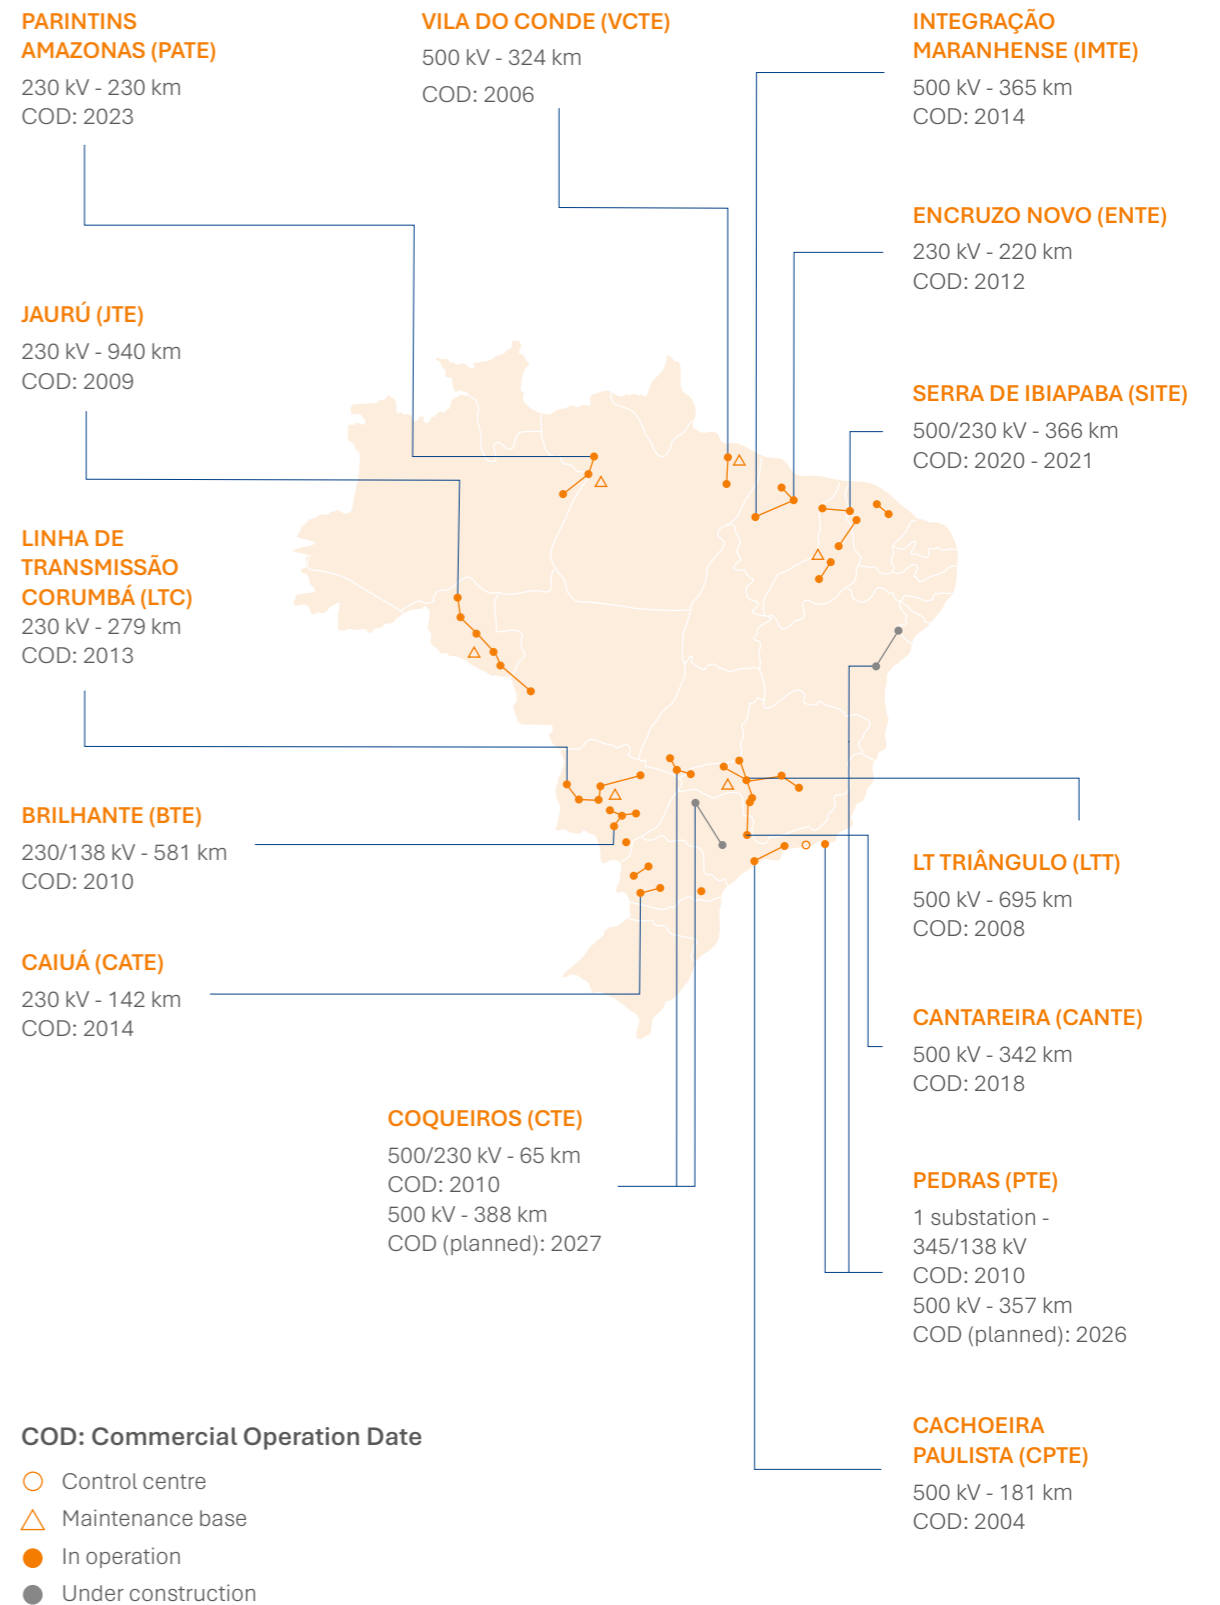 PARINTINS
AMAZONAS (PATE)
230 kV - 230 km
COD: 2023
VILA DO CONDE (VCTE)
500 kV - 324 km
COD: 2006
INTEGRAÇÃO
MARANHENSE (IMTE)
500 kV - 365 km
COD: 2014
ENCRUZO NOVO (ENTE)
230 kV - 220 km
COD: 2012
JAURÚ (JTE)
230 kV - 940 km
COD: 2009
SERRA DE IBIAPABA (SITE)
500/230 kV - 366 km
COD: 2020 - 2021
LINHA DE
TRANSMISSÃO
CORUMBÁ (LTC)
230 kV - 279 km
COD: 2013
BRILHANTE (BTE)
230/138 kV - 581 km
COD: 2010
LT TRIÂNGULO (LTT)
500 kV - 695 km
COD: 2008
CAIUÁ (CATE)
230 kV - 142 km
COD: 2014
CANTAREIRA (CANTE)
500 kV - 342 km
COD: 2018
COQUEIROS (CTE)
500/230 kV - 65 km
COD: 2010
500 kV - 388 km
COD (planned): 2027
PEDRAS (PTE)
1 substation -
345/138 kV
COD: 2010
500 kV - 357 km
COD (planned): 2026
CACHOEIRA
PAULISTA (CPTE)
500 kV - 181 km
COD: 2004
COD: Commercial Operation Date
Control centre
Maintenance base
In operation
Under construction